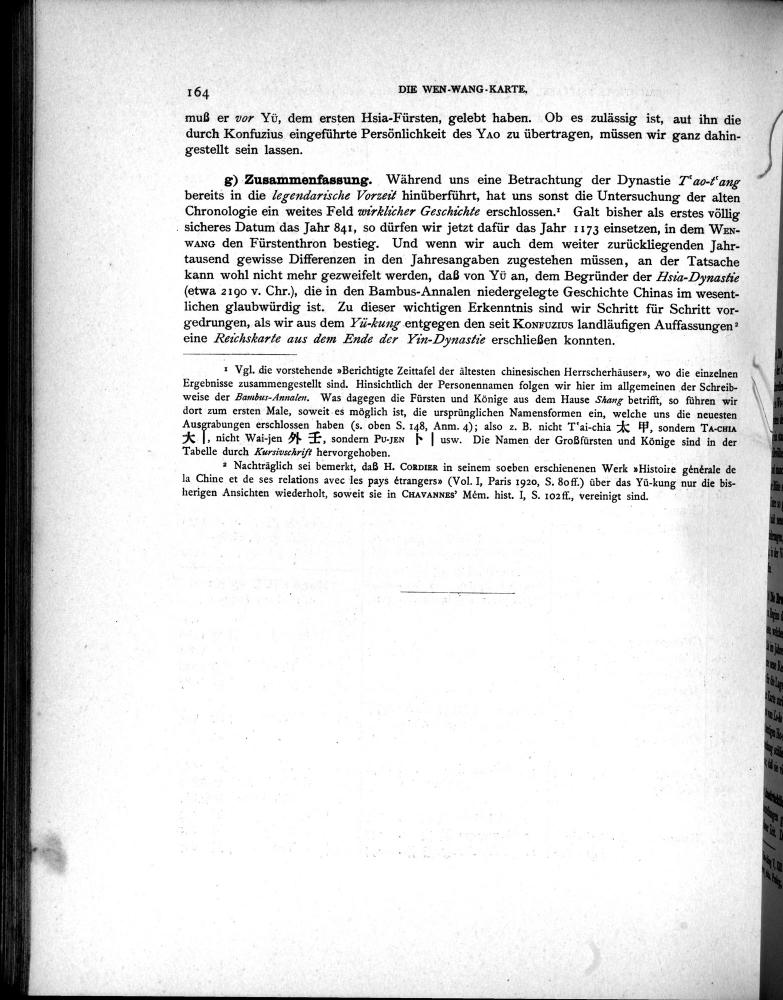 164
DIE WEN-WANG-KARTE.
muß er vor Yü, dem ersten Hsia-Fürsten, gelebt haben. Ob es zulässig ist, auf ihn die
durch Konfuzius eingeführte Persönlichkeit des YAO zu übertragen, müssen wir ganz dahin-
gestellt sein lassen.
g) Zusammenfassung. Während uns eine Betrachtung der Dynastie T'ao-t'ang
bereits in die legendarische Vorzeit hinüberführt, hat uns sonst die Untersuchung der alten
Chronologie ein weites Feld wirklicher Geschichte erschlossen.¹ Galt bisher als erstes völlig
sicheres Datum das Jahr 841, so dürfen wir jetzt dafür das Jahr 1173 einsetzen, in dem WEN-
WANG den Fürstenthron bestieg. Und wenn wir auch dem weiter zurückliegenden Jahr-
tausend gewisse Differenzen in den Jahresangaben zugestehen müssen, an der Tatsache
kann wohl nicht mehr gezweifelt werden, daß von Yü an, dem Begründer der Hsia-Dynastie
(etwa 2190 v. Chr.), die in den Bambus-Annalen niedergelegte Geschichte Chinas im wesent-
lichen glaubwürdig ist. Zu dieser wichtigen Erkenntnis sind wir Schritt für Schritt vor-
gedrungen, als wir aus dem Yü-kung entgegen den seit KONFUZIUS landläufigen Auffassungen²
eine Reichskarte aus dem Ende der Yin-Dynastie erschließen konnten.
¹ Vgl. die vorstehende »Berichtigte Zeittafel der ältesten chinesischen Herrscherhäuser», wo die einzelnen
Ergebnisse zusammengestellt sind. Hinsichtlich der Personennamen folgen wir hier im allgemeinen der Schreib-
weise der Bambus-Annalen. Was dagegen die Fürsten und Könige aus dem Hause Shang betrifft, so führen wir
dort zum ersten Male, soweit es möglich ist, die ursprünglichen Namensformen ein, welche uns die neuesten
Ausgrabungen erschlossen haben (s. oben S. 148, Anm. 4); also z. B. nicht T'ai-chia 太 甲, sondern TA-CHIA
大 |, nicht Wai-jen 外 壬, sondern PU-JEN 卜 | usw. Die Namen der Großfürsten und Könige sind in der
Tabelle durch Kursivschrift hervorgehoben.
² Nachträglich sei bemerkt, daß H. CORDIER in seinem soeben erschienenen Werk »Histoire générale de
la Chine et de ses relations avec les pays étrangers» (Vol. I, Paris 1920, S. 80 ff.) über das Yü-kung nur die bis-
herigen Ansichten wiederholt, soweit sie in CHAVANNES' Mém. hist. I, S. 102 ff., vereinigt sind.